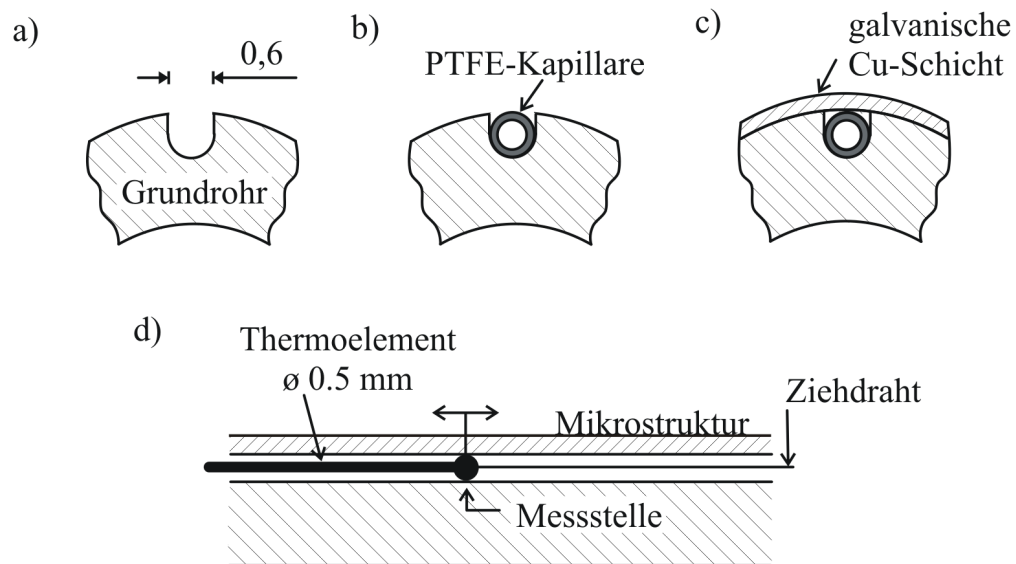 a)
0,6
Grundrohr
b)
PTFE-Kapillare
c)
galvanische
Cu-Schicht
d)
Thermoelement
ø 0.5 mm
Mikrostruktur
Ziehdraht
Messstelle